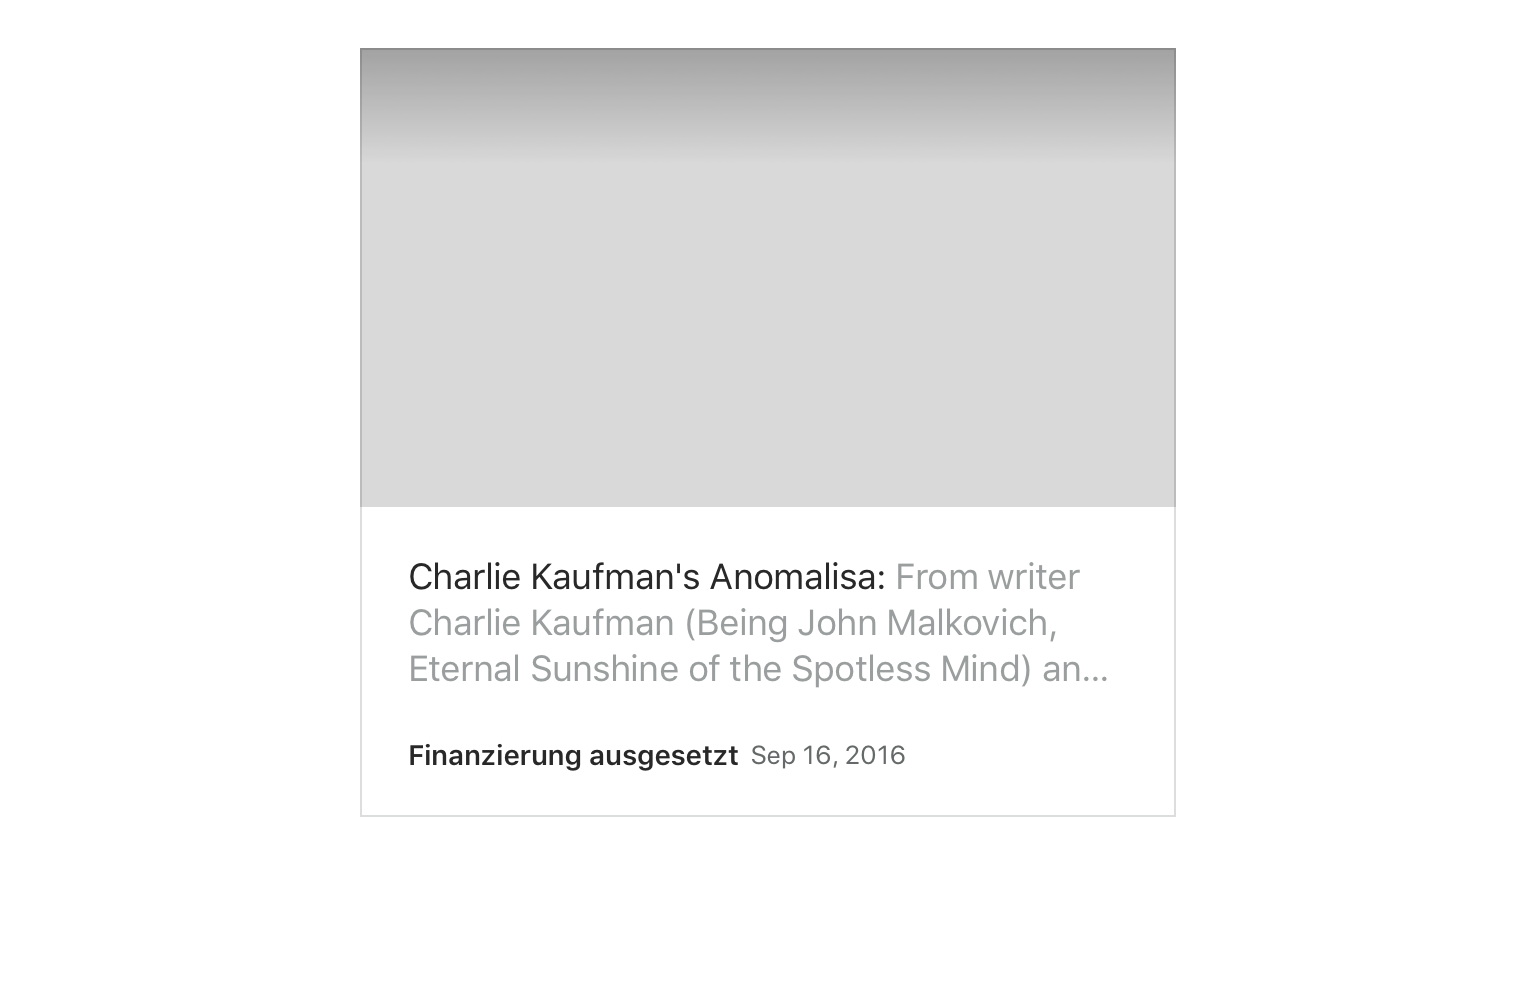 Charlie Kaufman's Anomalisa: From writer
Charlie Kaufman (Being John Malkovich,
Eternal Sunshine of the Spotless Mind) an...
Finanzierung ausgesetzt Sep 16, 2016